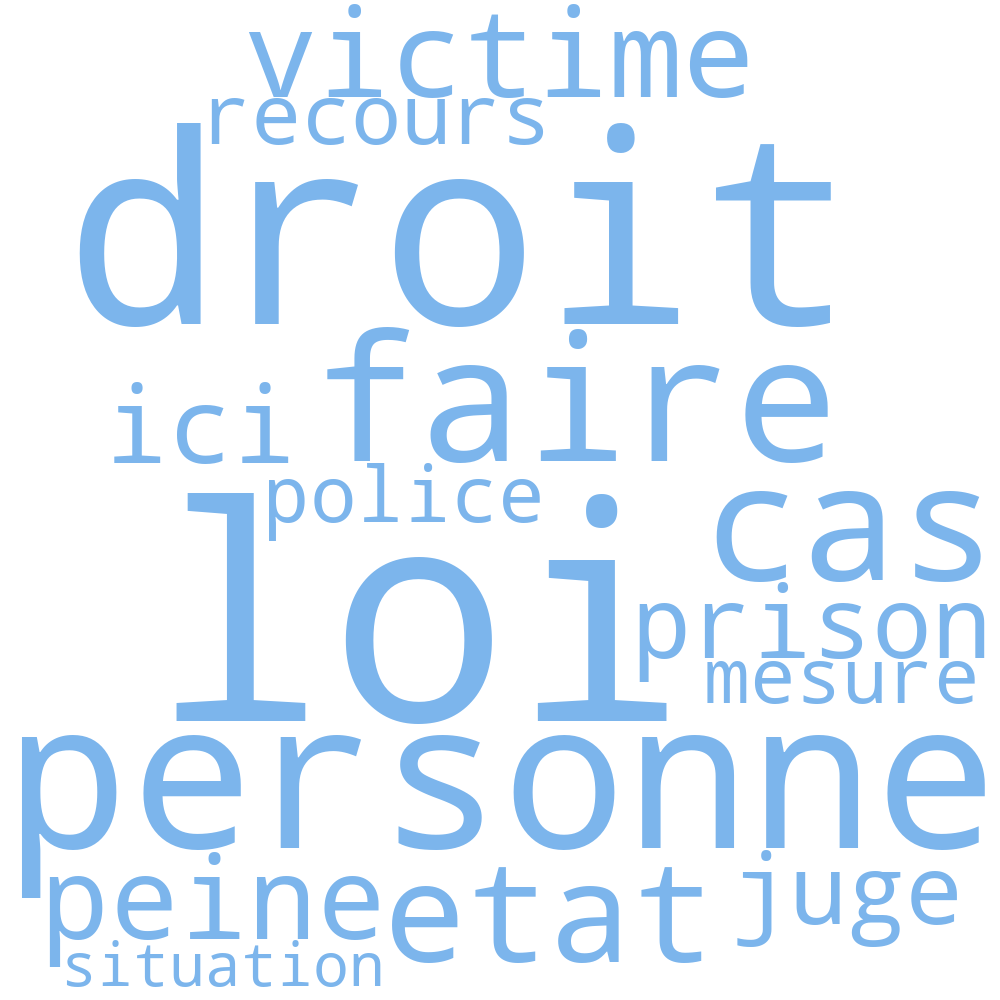 victime
recours
droit
faire
ici
police
cas
loi
prison
mesure
personne
peine
etat
juge
situation